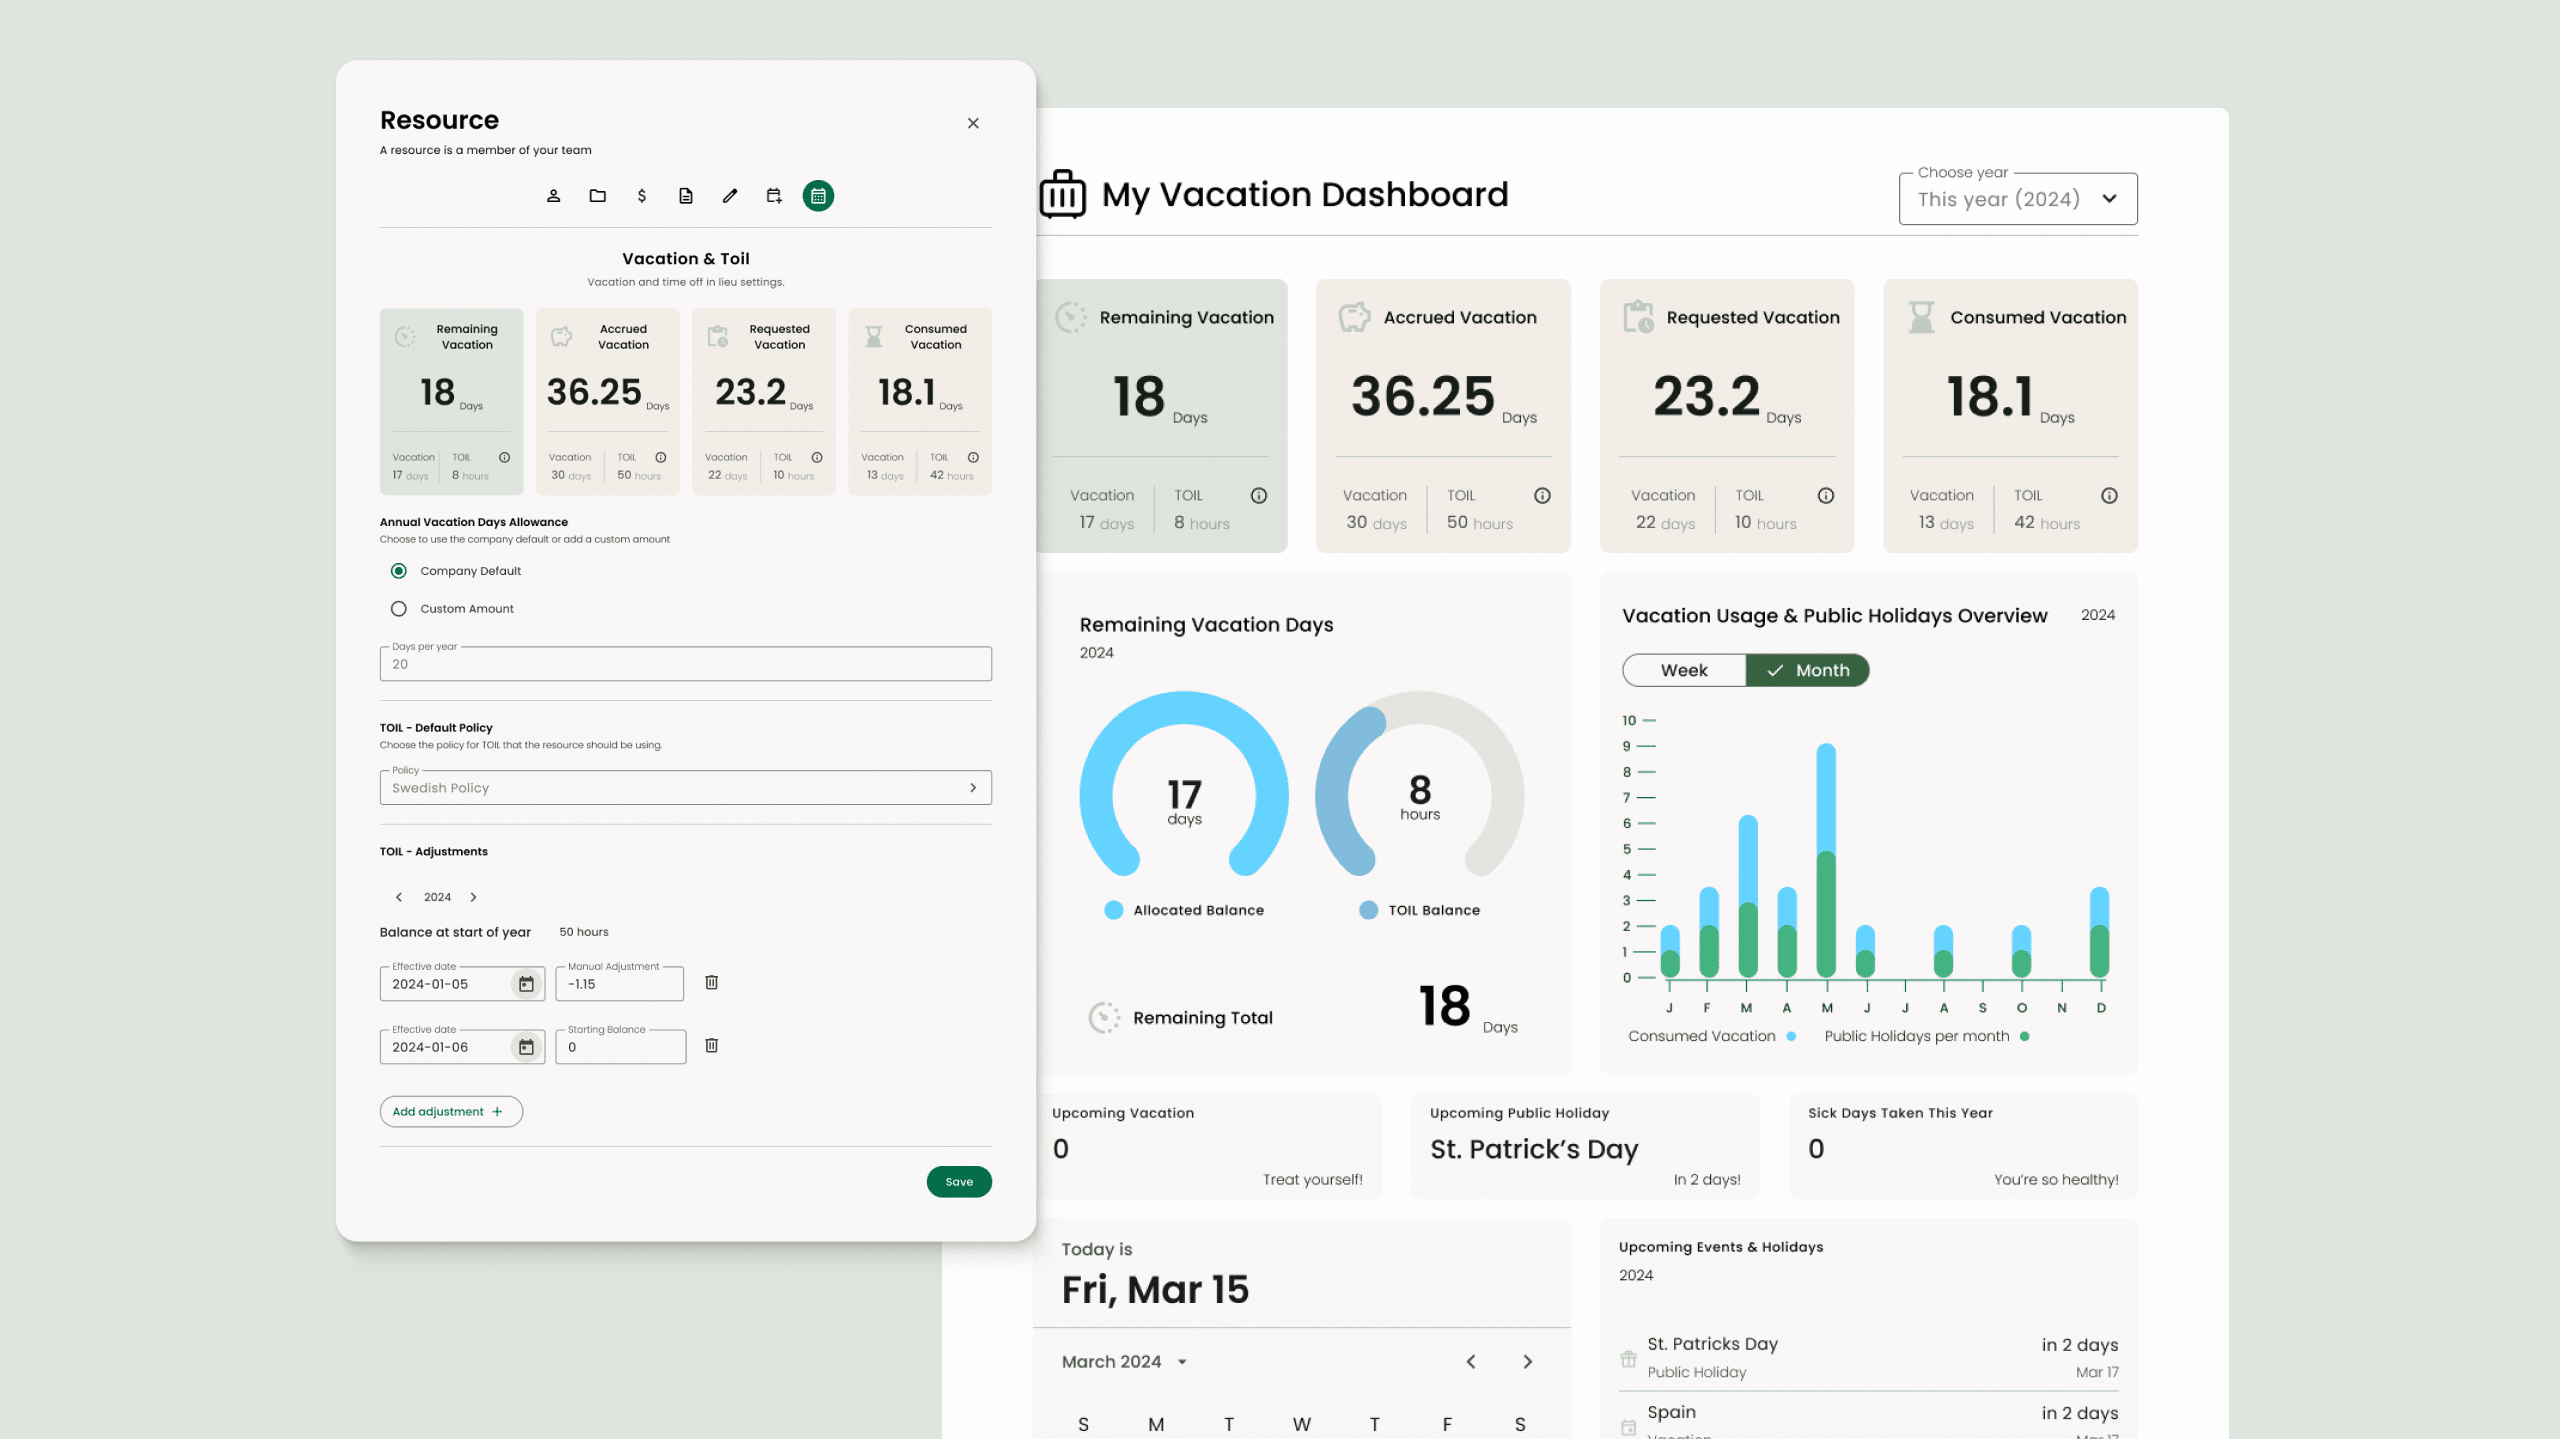 Resource
A resource is a member of your team
Vacation & Toil
Vacation and time off in lieu settings.
Remaining Vacation
18 Days
Vacation TOIL
17 days 8 hours
Accrued Vacation
36.25 Days
Vacation TOIL
30 days 50 hours
Requested Vacation
23.2 Days
Vacation TOIL
22 days 10 hours
Consumed Vacation
18.1 Days
Vacation TOIL
13 days 42 hours
Annual Vacation Days Allowance
Choose to use the company default or add a custom amount
Company Default
Custom Amount
Days per year
20
TOIL - Default Policy
Choose the policy for TOIL that the resource should be using.
Policy
Swedish Policy
TOIL - Adjustments
2024
Balance at start of year 50 hours
Effective date Manual Adjustment
2024-01-05 -1.15
Effective date Starting Balance
2024-01-06 0
Add adjustment +
Save
My Vacation Dashboard
Choose year
This year (2024)
Remaining Vacation
18 Days
Vacation TOIL
17 days 8 hours
Accrued Vacation
36.25 Days
Vacation TOIL
30 days 50 hours
Requested Vacation
23.2 Days
Vacation TOIL
22 days 10 hours
Consumed Vacation
18.1 Days
Vacation TOIL
13 days 42 hours
Remaining Vacation Days
2024
17
days
8
hours
Allocated Balance TOIL Balance
Remaining Total 18 Days
Vacation Usage & Public Holidays Overview 2024
Week Month
10
9
8
7
6
5
4
3
2
1
0
J F M A M J J A S O N D
Consumed Vacation Public Holidays per month
Upcoming Vacation
0
Treat yourself!
Upcoming Public Holiday
St. Patrick’s Day
In 2 days!
Sick Days Taken This Year
0
You’re so healthy!
Today is
Fri, Mar 15
March 2024
S M T W T F S
Upcoming Events & Holidays
2024
St. Patricks Day in 2 days
Public Holiday Mar 17
Spain in 2 days
Vacation Mar 17